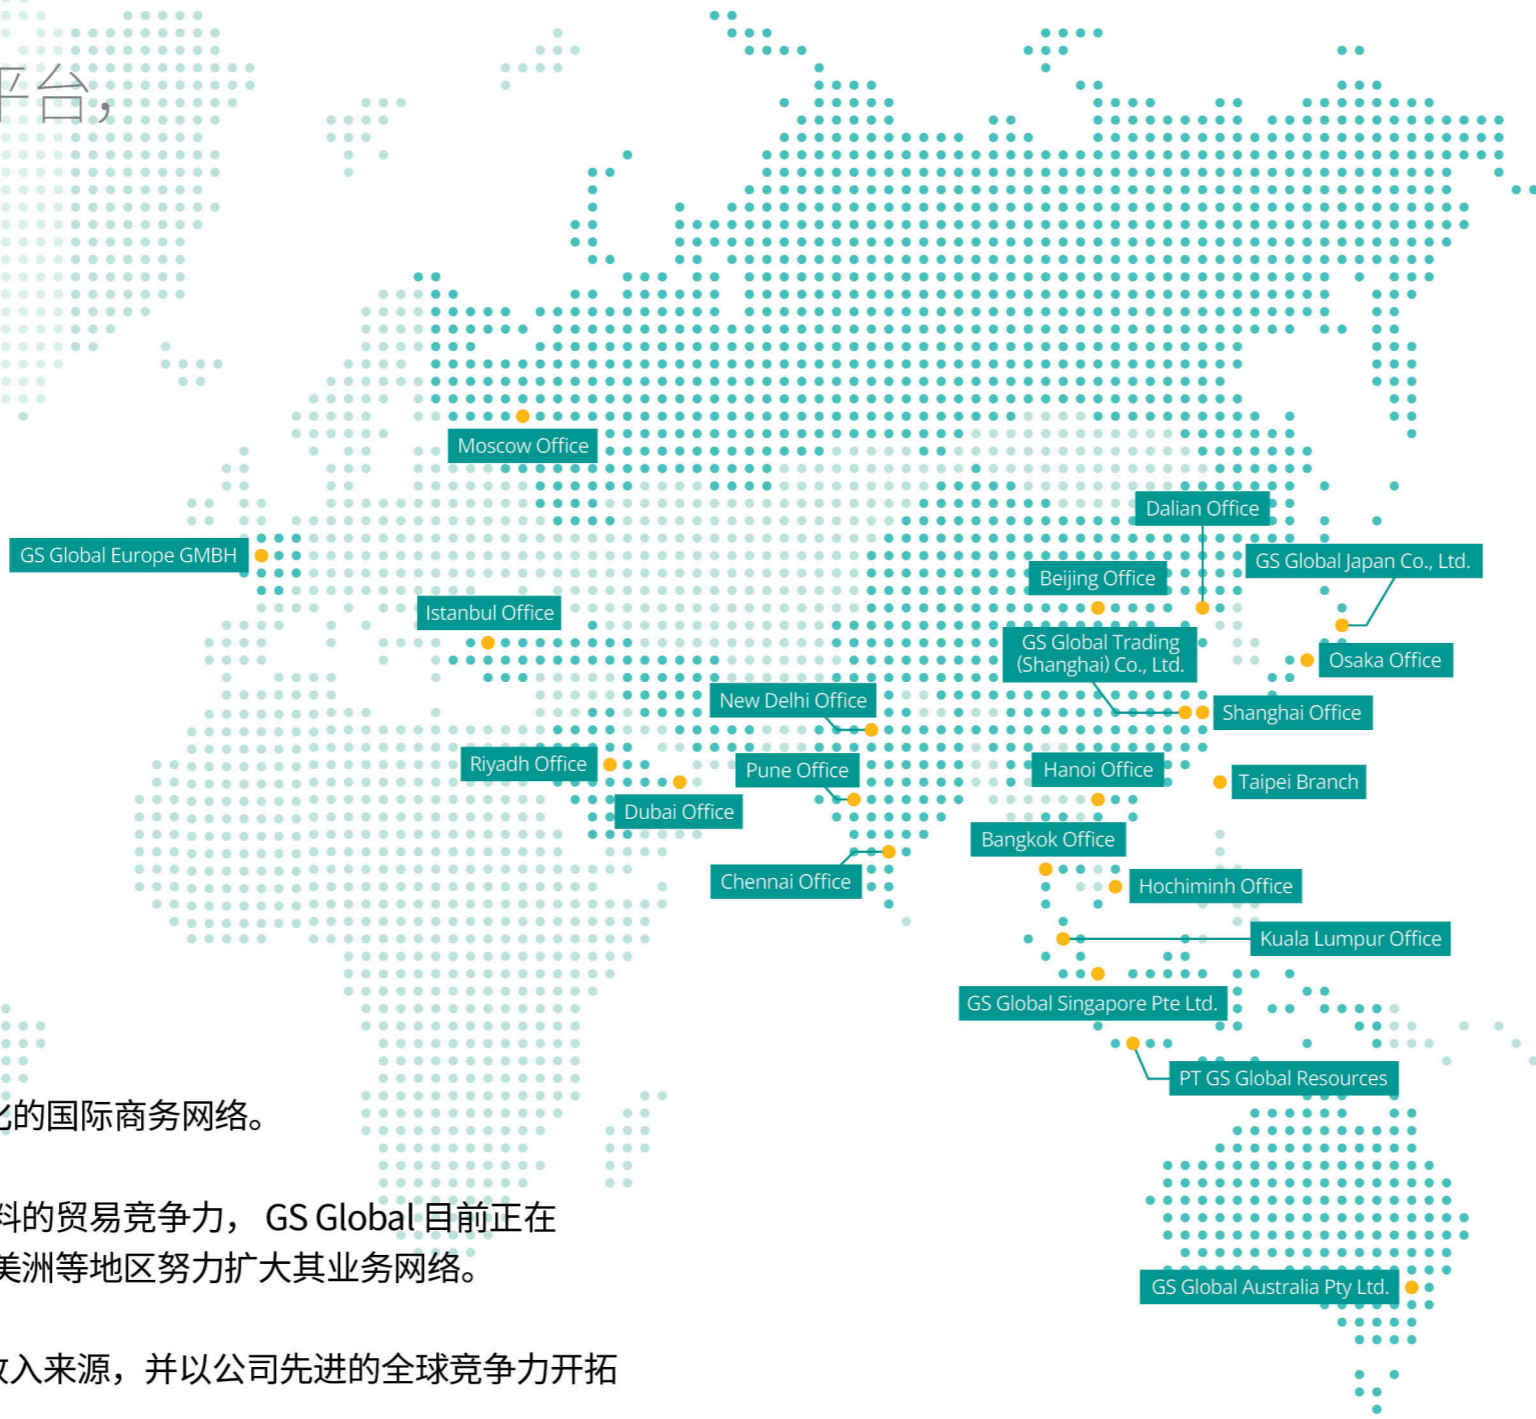 平台，
Moscow Office
Dalian Office
GS Global Europe GMBH
GS Global Japan Co., Ltd.
Beijing Office
Istanbul Office
GS Global Trading
(Shanghai) Co., Ltd.
Osaka Office
New Delhi Office
Shanghai Office
Riyadh Office
Pune Office
Hanoi Office
Taipei Branch
Dubai Office
Bangkok Office
Chennai Office
Hochiminh Office
Kuala Lumpur Office
GS Global Singapore Pte Ltd.
PT GS Global Resources
化的国际商务网络。
料的贸易竞争力， GS Global 目前正在
美洲等地区努力扩大其业务网络。
GS Global Australia Pty Ltd.
收入来源，并以公司先进的全球竞争力开拓